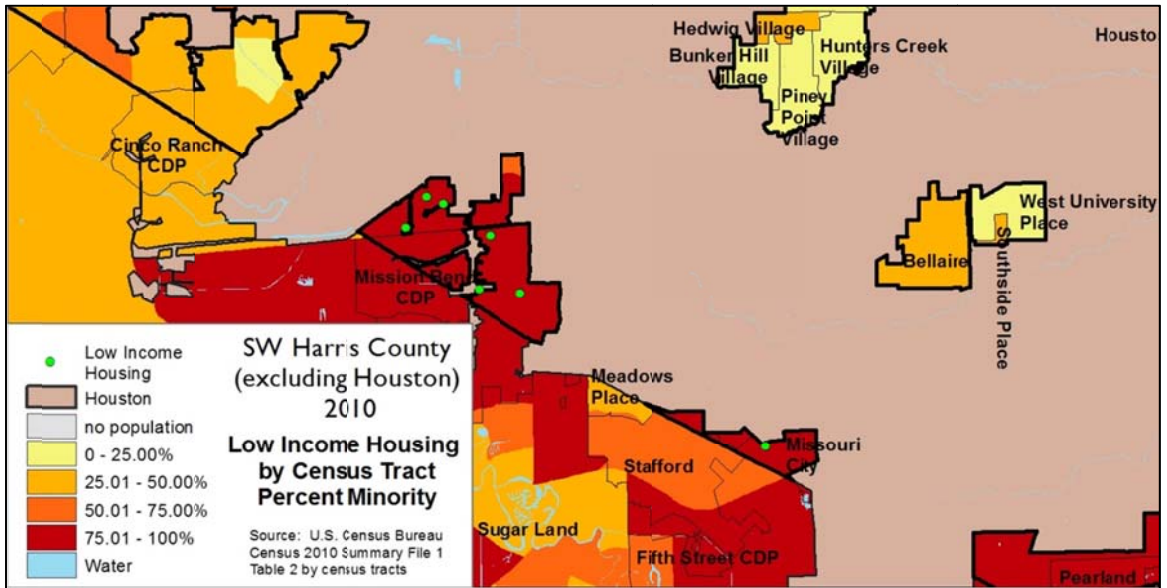 Hedwig Village
Bunker Hill
Village
Hunters Creek
Village
Piney
Point
Village
Housto
Cinco Ranch
CDP
West University
Place
Bellaire
Southside Place
Mission Bend
CDP
Meadows
Place
Missouri
City
Stafford
Sugar Land
Fifth Street CDP
Pearland
Low Income
Housing
Houston
no population
0 - 25.00%
25.01 - 50.00%
50.01 - 75.00%
75.01 - 100%
Water
SW Harris County
(excluding Houston)
2010
Low Income Housing
by Census Tract
Percent Minority
Source: U.S. Census Bureau
Census 2010 Summary File 1
Table 2 by census tracts